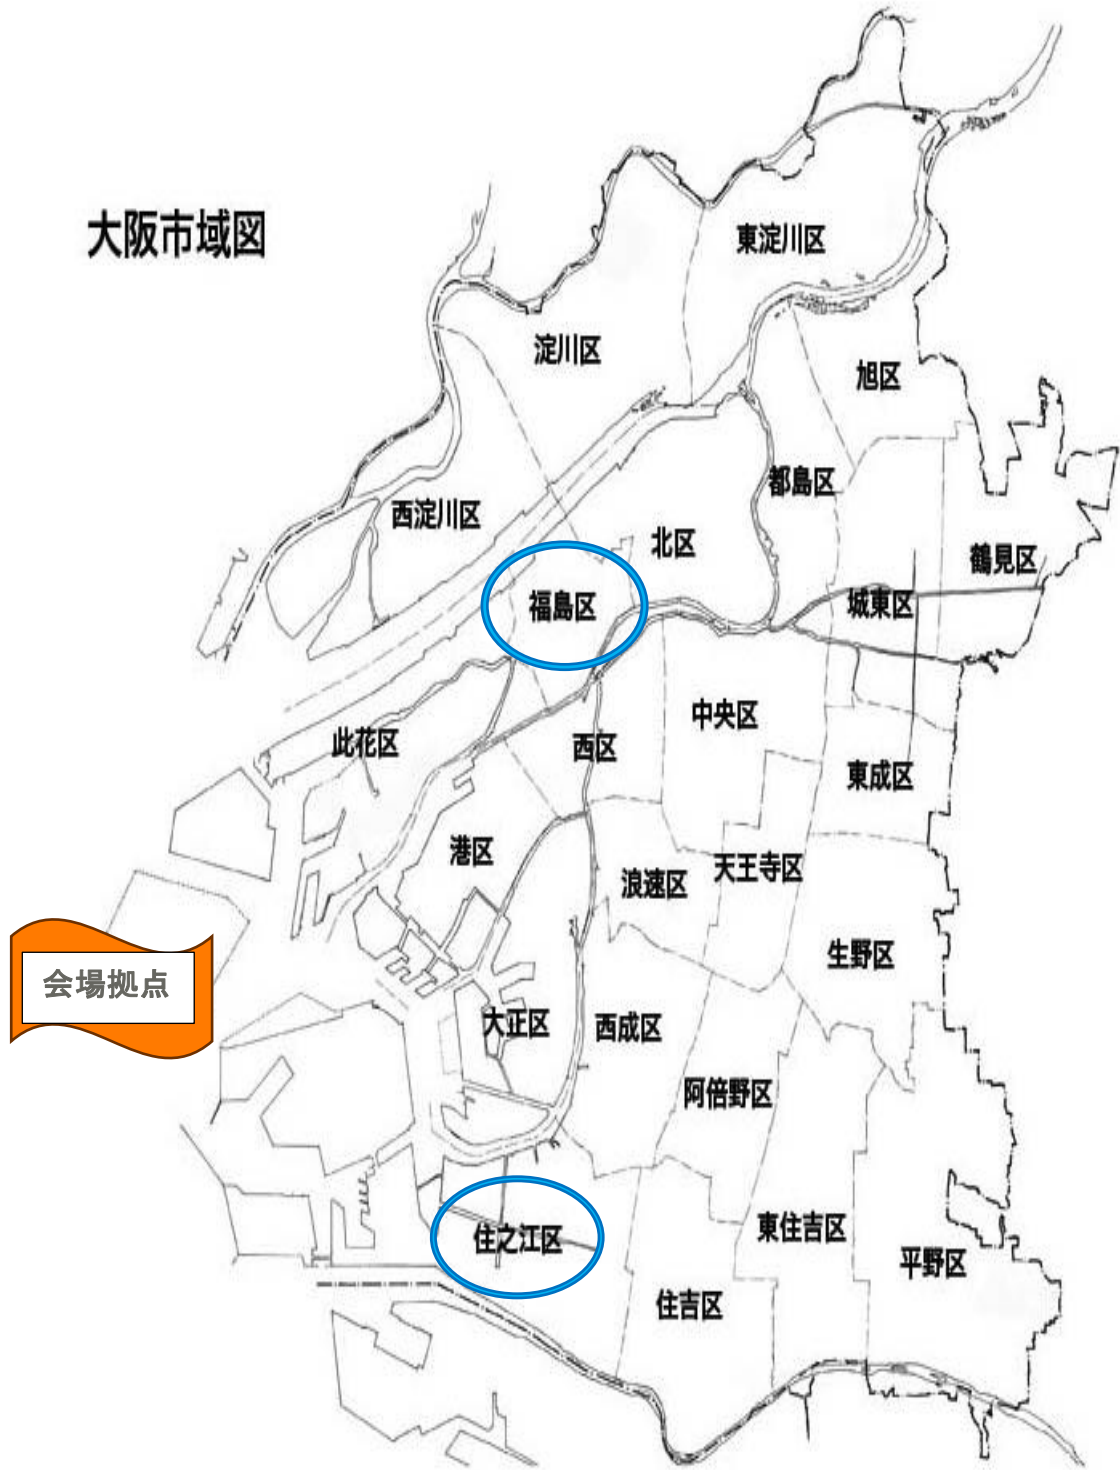 大阪市域図
東淀川区
淀川区
旭区
都島区
西淀川区
北区
鶴見区
福島区
城東区
中央区
此花区
西区
東成区
港区
天王寺区
浪速区
生野区
会場拠点
大正区
西成区
阿倍野区
東住吉区
住之江区
平野区
住吉区